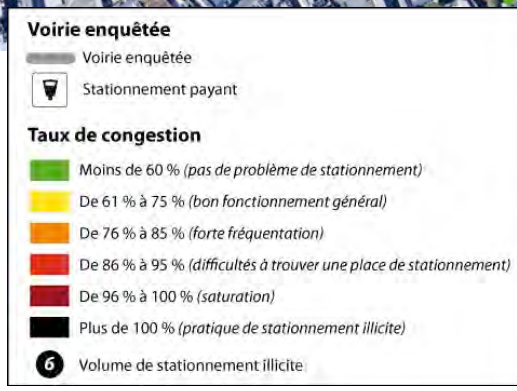 Voirie enquêtée
Voirie enquêtée
Stationnement payant
Taux de congestion
Moins de 60 % (pas de problème de stationnement)
De 61 % à 75 % (bon fonctionnement général)
De 76 % à 85 % (forte fréquentation)
De 86 % à 95 % (difficultés à trouver une place de stationnement)
De 96 % à 100 % (saturation)
Plus de 100 % (pratique de stationnement illicite)
6 Volume de stationnement illicite